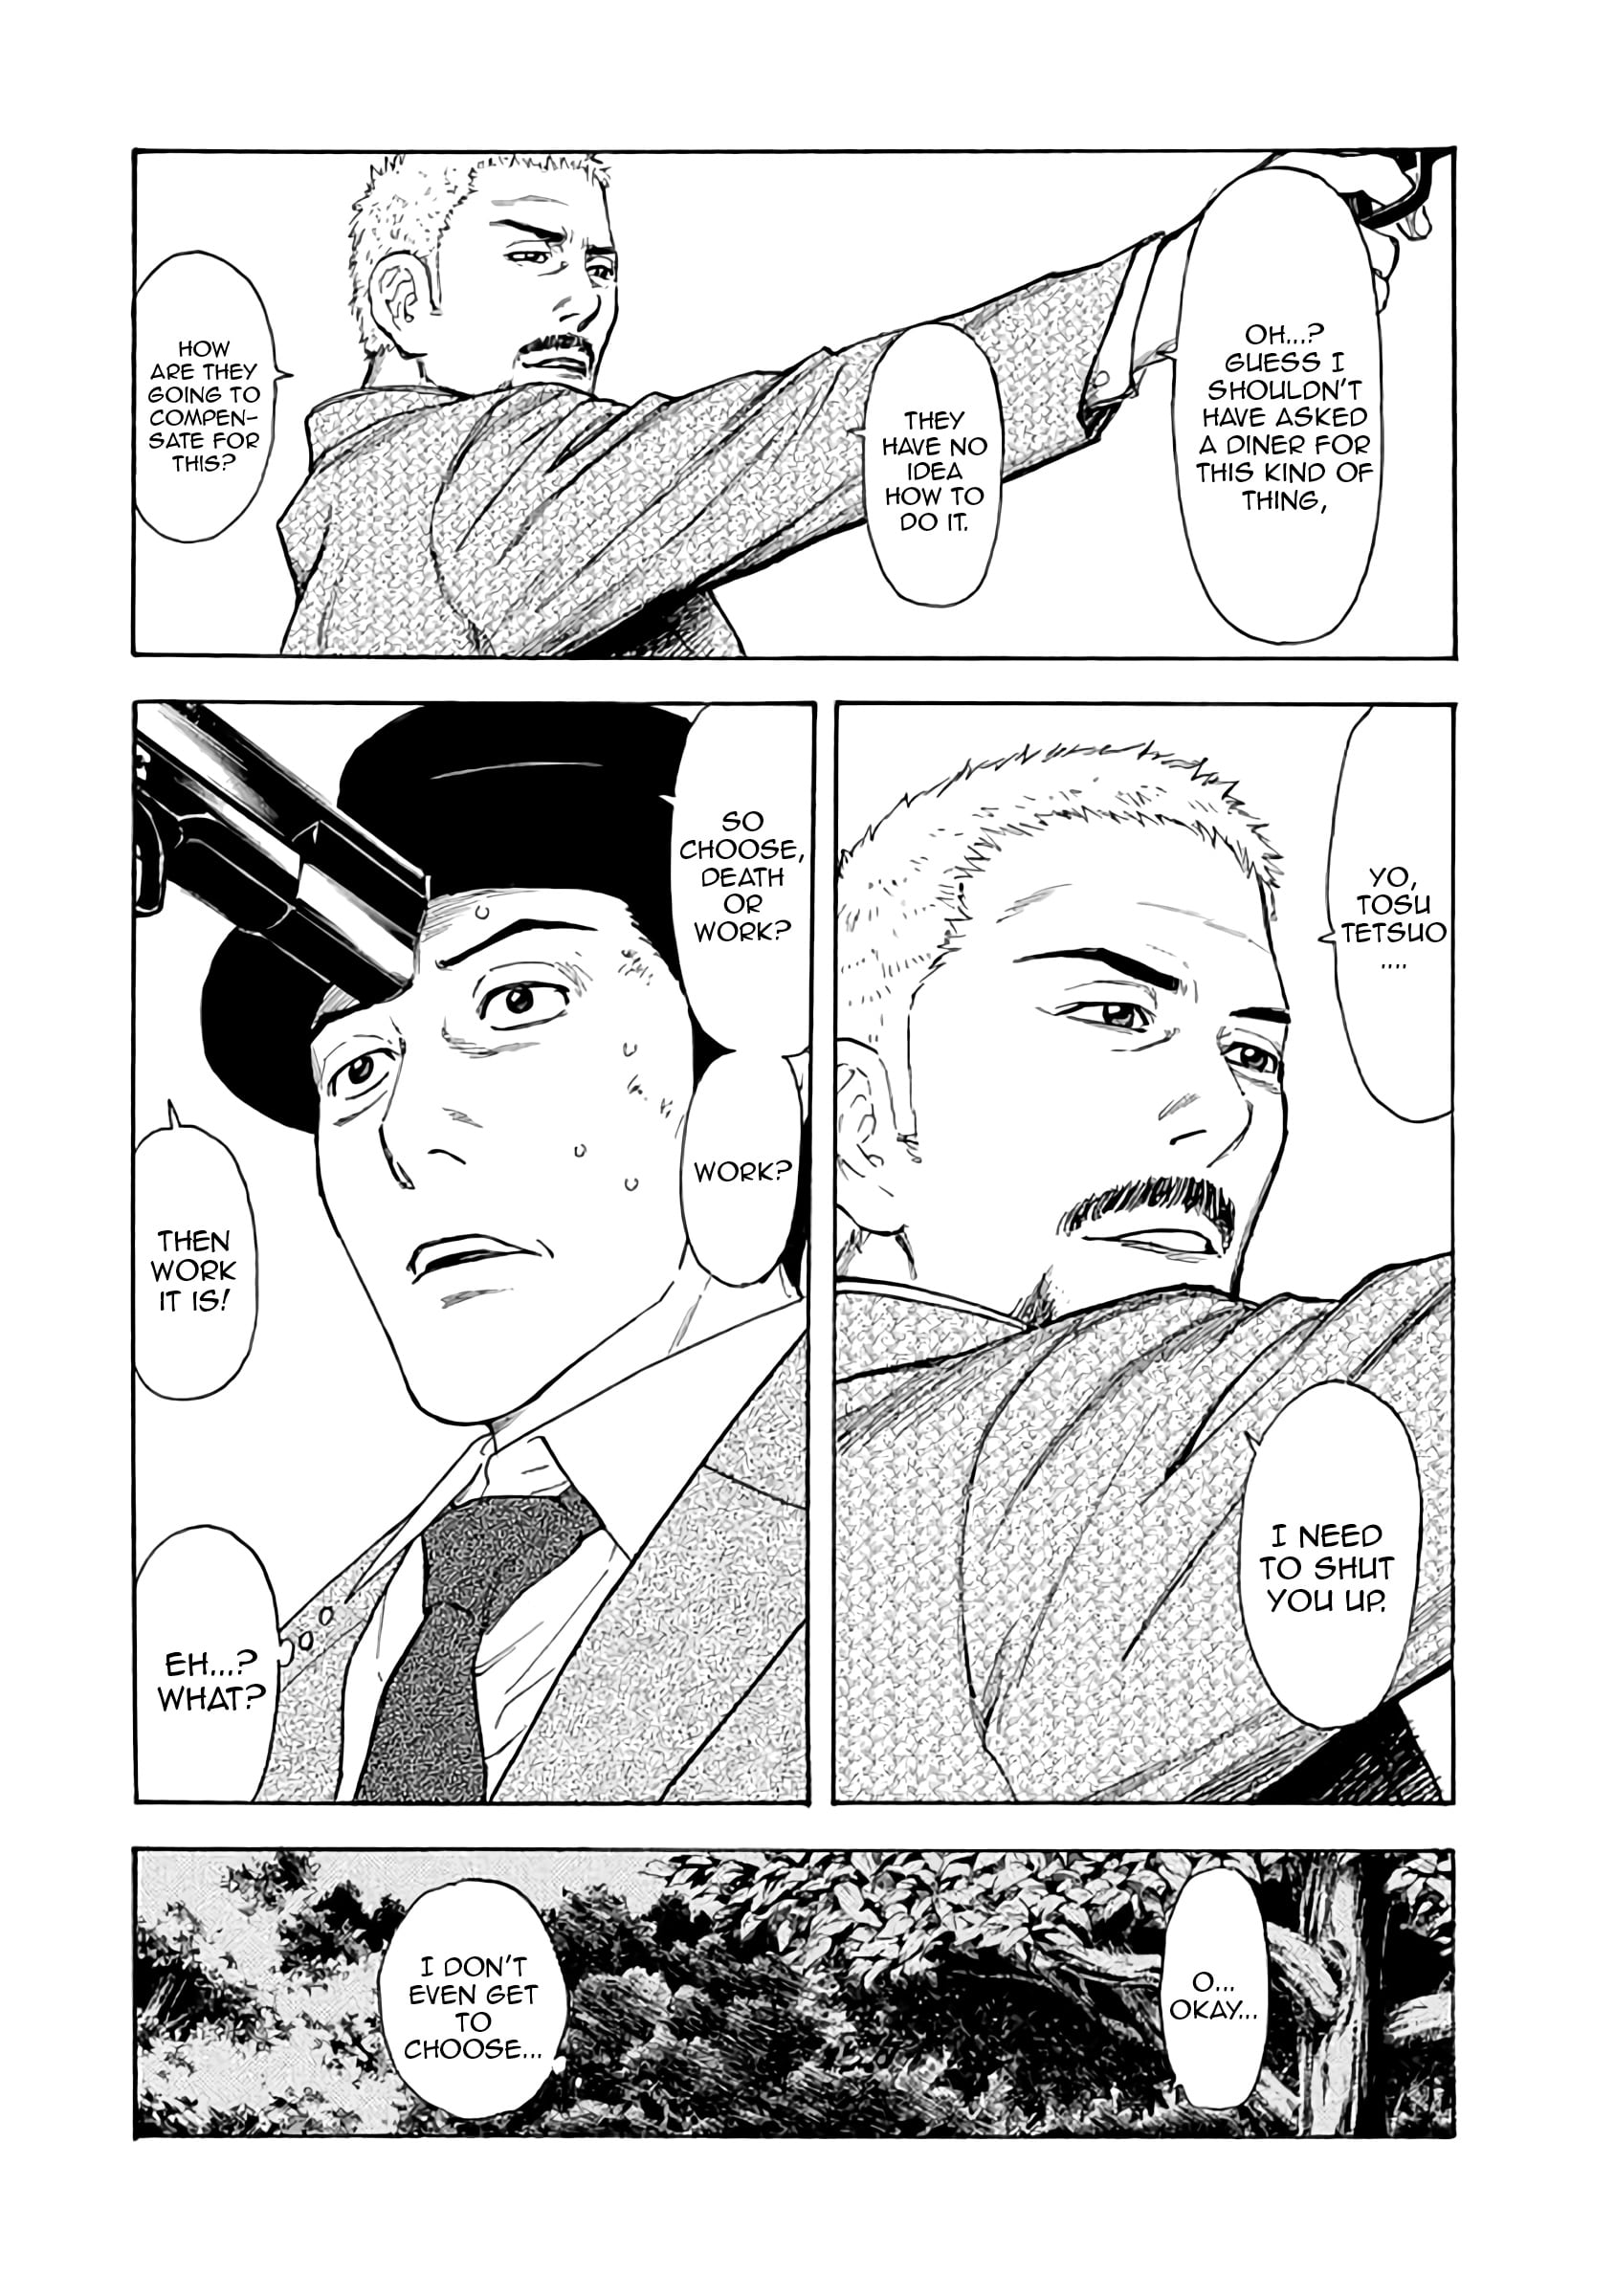 OH...?
GUESS I
SHOULDN'T
HAVE ASKED
A DINER FOR
THIS KIND OF
THING,
THEY
HAVE NO
IDEA
HOW TO
DO IT.
HOW
ARE THEY
GOING TO
COMPEN-
SATE FOR
THIS?
YO,
TOSU
TETSUO
....
I NEED
TO SHUT
YOU UP.
SO
CHOOSE,
DEATH
OR
WORK?
WORK?
THEN
WORK
IT IS!
EH...?
WHAT?
O...
OKAY...
I DON'T
EVEN GET
TO
CHOOSE...